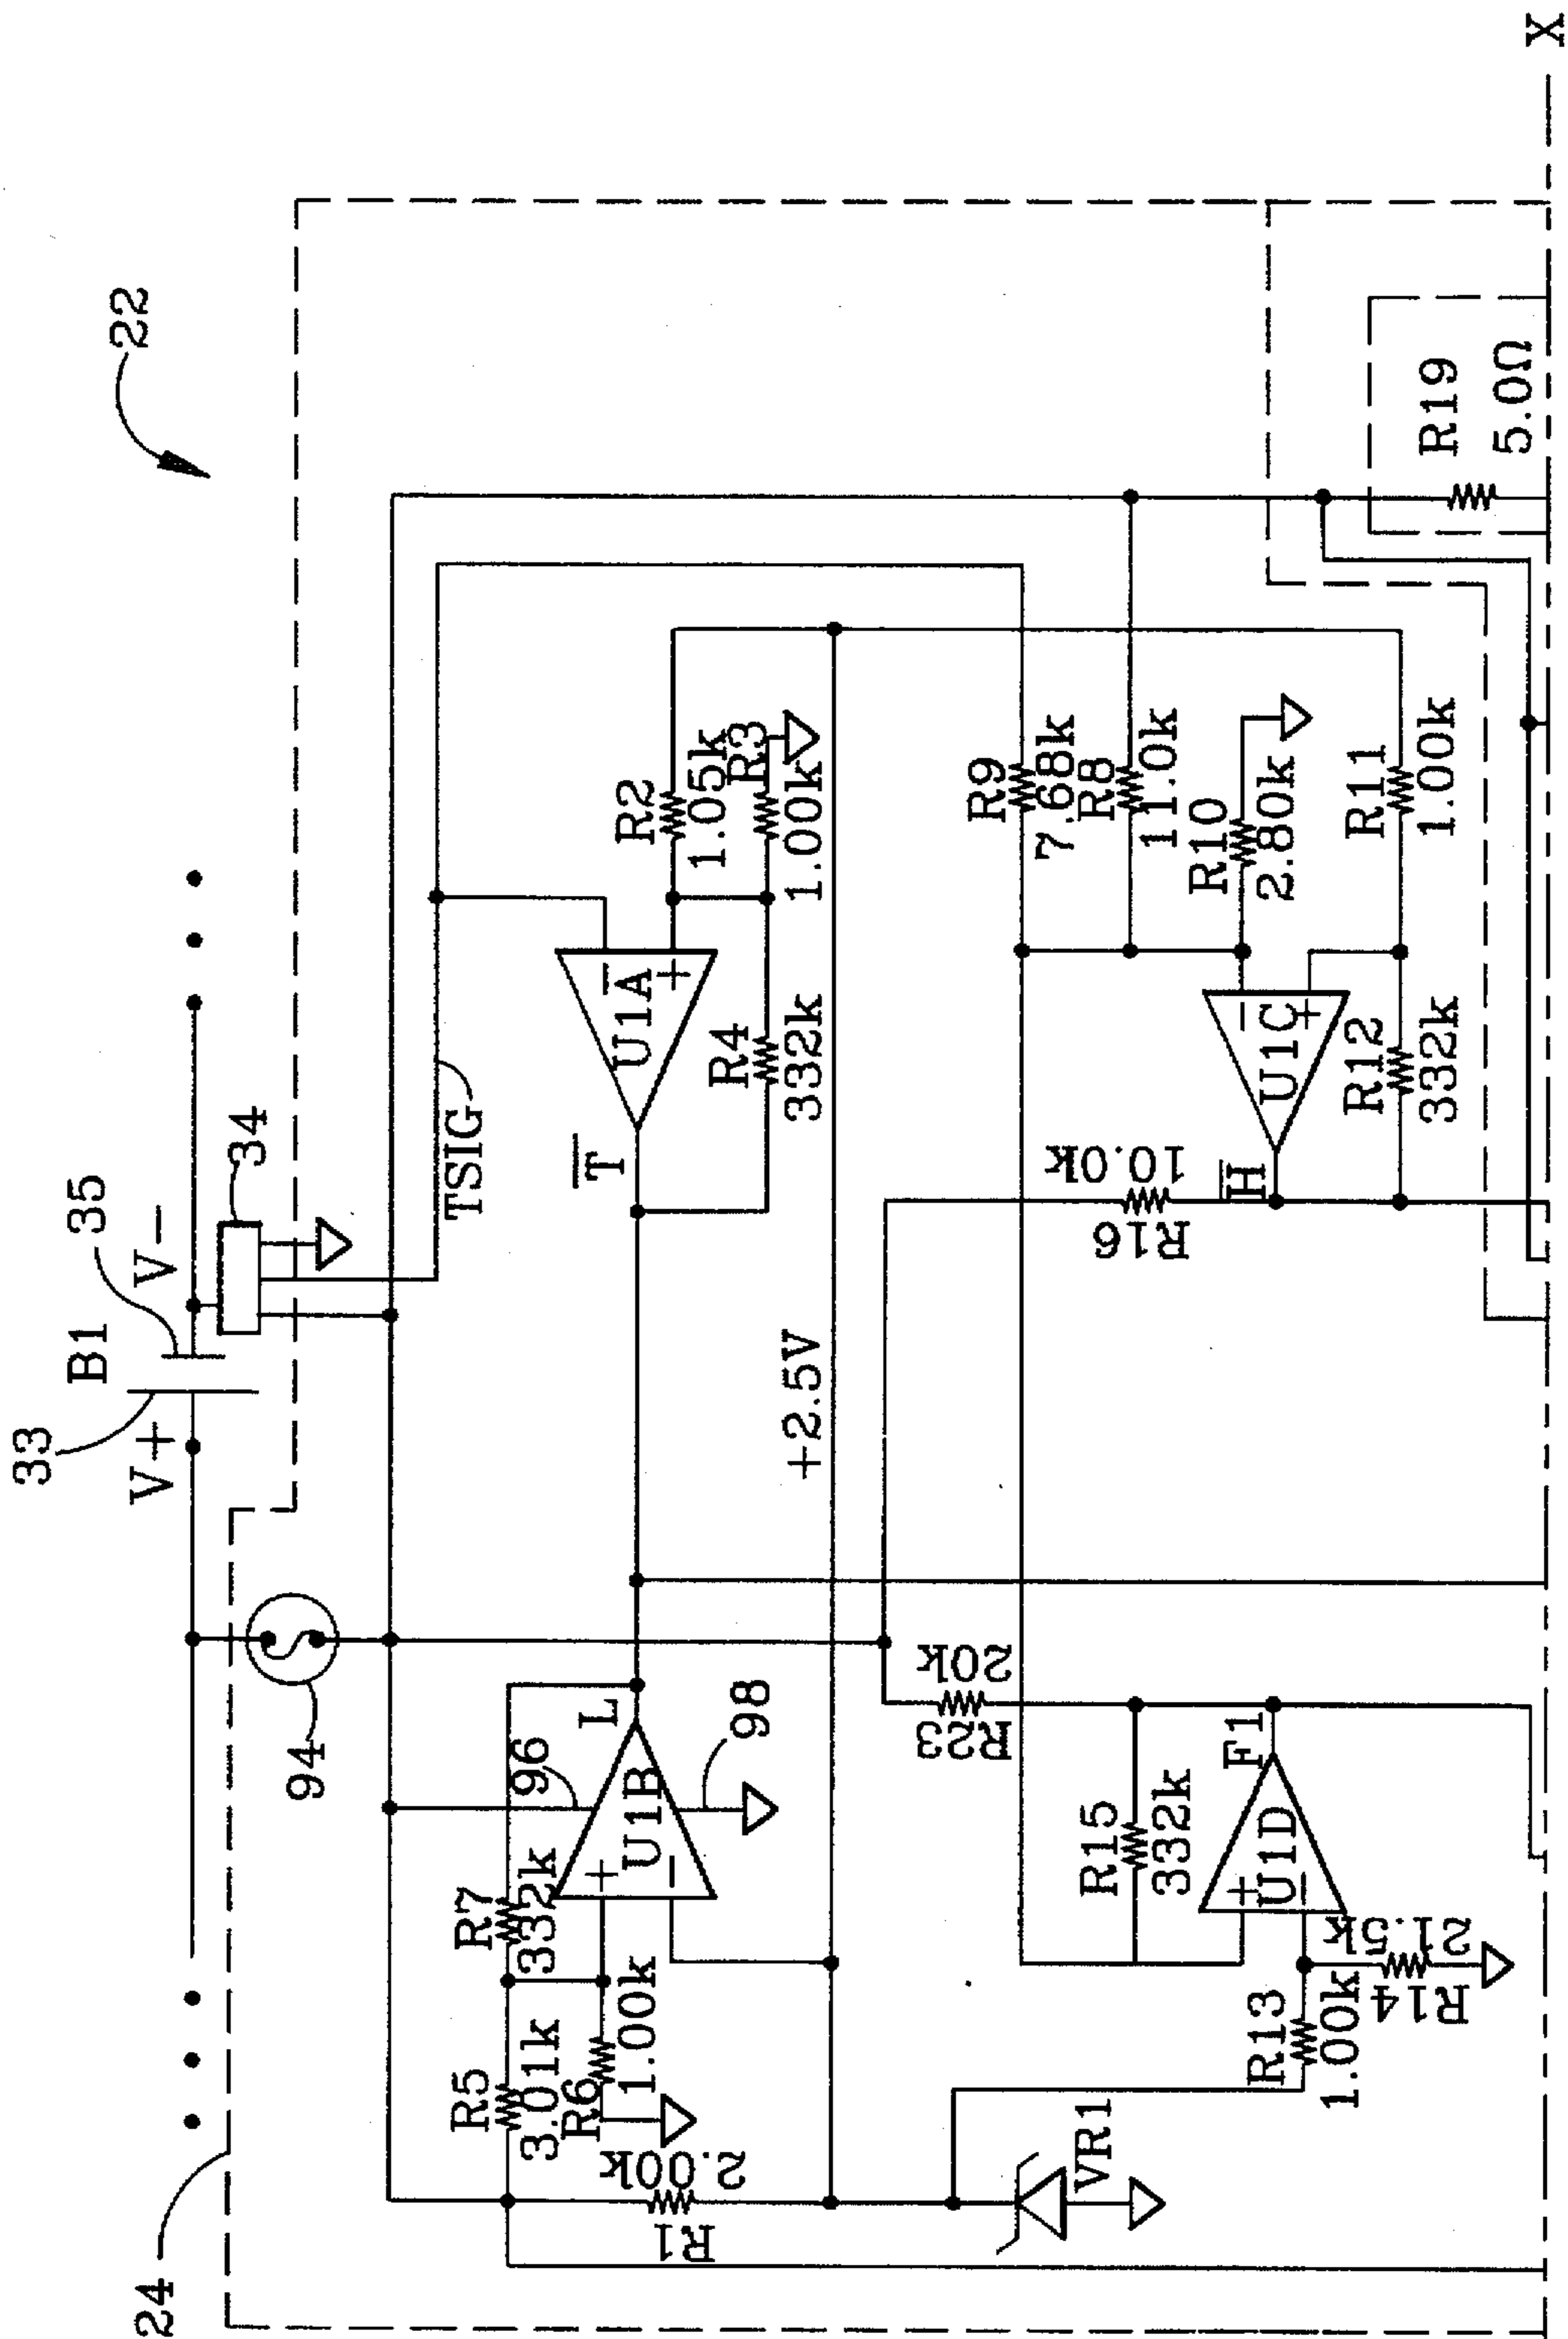 22
24
33
B1
35
V+
V−
34
94
TSIG
96
98
L
T
U1B
+
−
U1A
−
+
R7
332k
R5
3.01k
R6
1.00k
R1
2.00k
R2
1.05k
R3
1.00k
R4
332k
+2.5V
R9
7.68k
R8
11.0k
R10
2.80k
R11
1.00k
R12
332k
U1C
−
+
H
R16
10.0k
R23
20k
R15
332k
F1
U1D
+
−
R13
1.00k
R14
21.5k
VR1
R19
5.0Ω
X